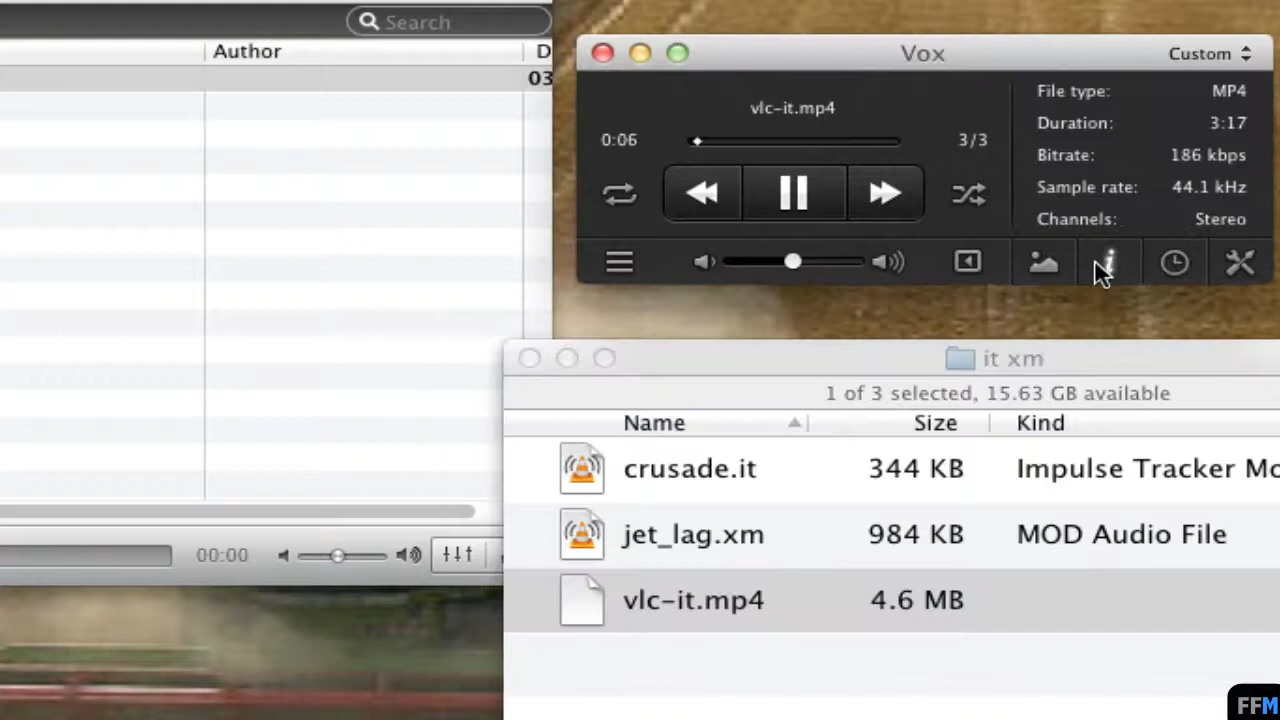 Search
Author
D
03
00:00
Vox
Custom
vlc-it.mp4
0:06
3/3
File type: MP4
Duration: 3:17
Bitrate: 186 kbps
Sample rate: 44.1 kHz
Channels: Stereo
i
it xm
1 of 3 selected, 15.63 GB available
Name Size Kind
crusade.it 344 KB Impulse Tracker Mo
jet_lag.xm 984 KB MOD Audio File
vlc-it.mp4 4.6 MB
FFM